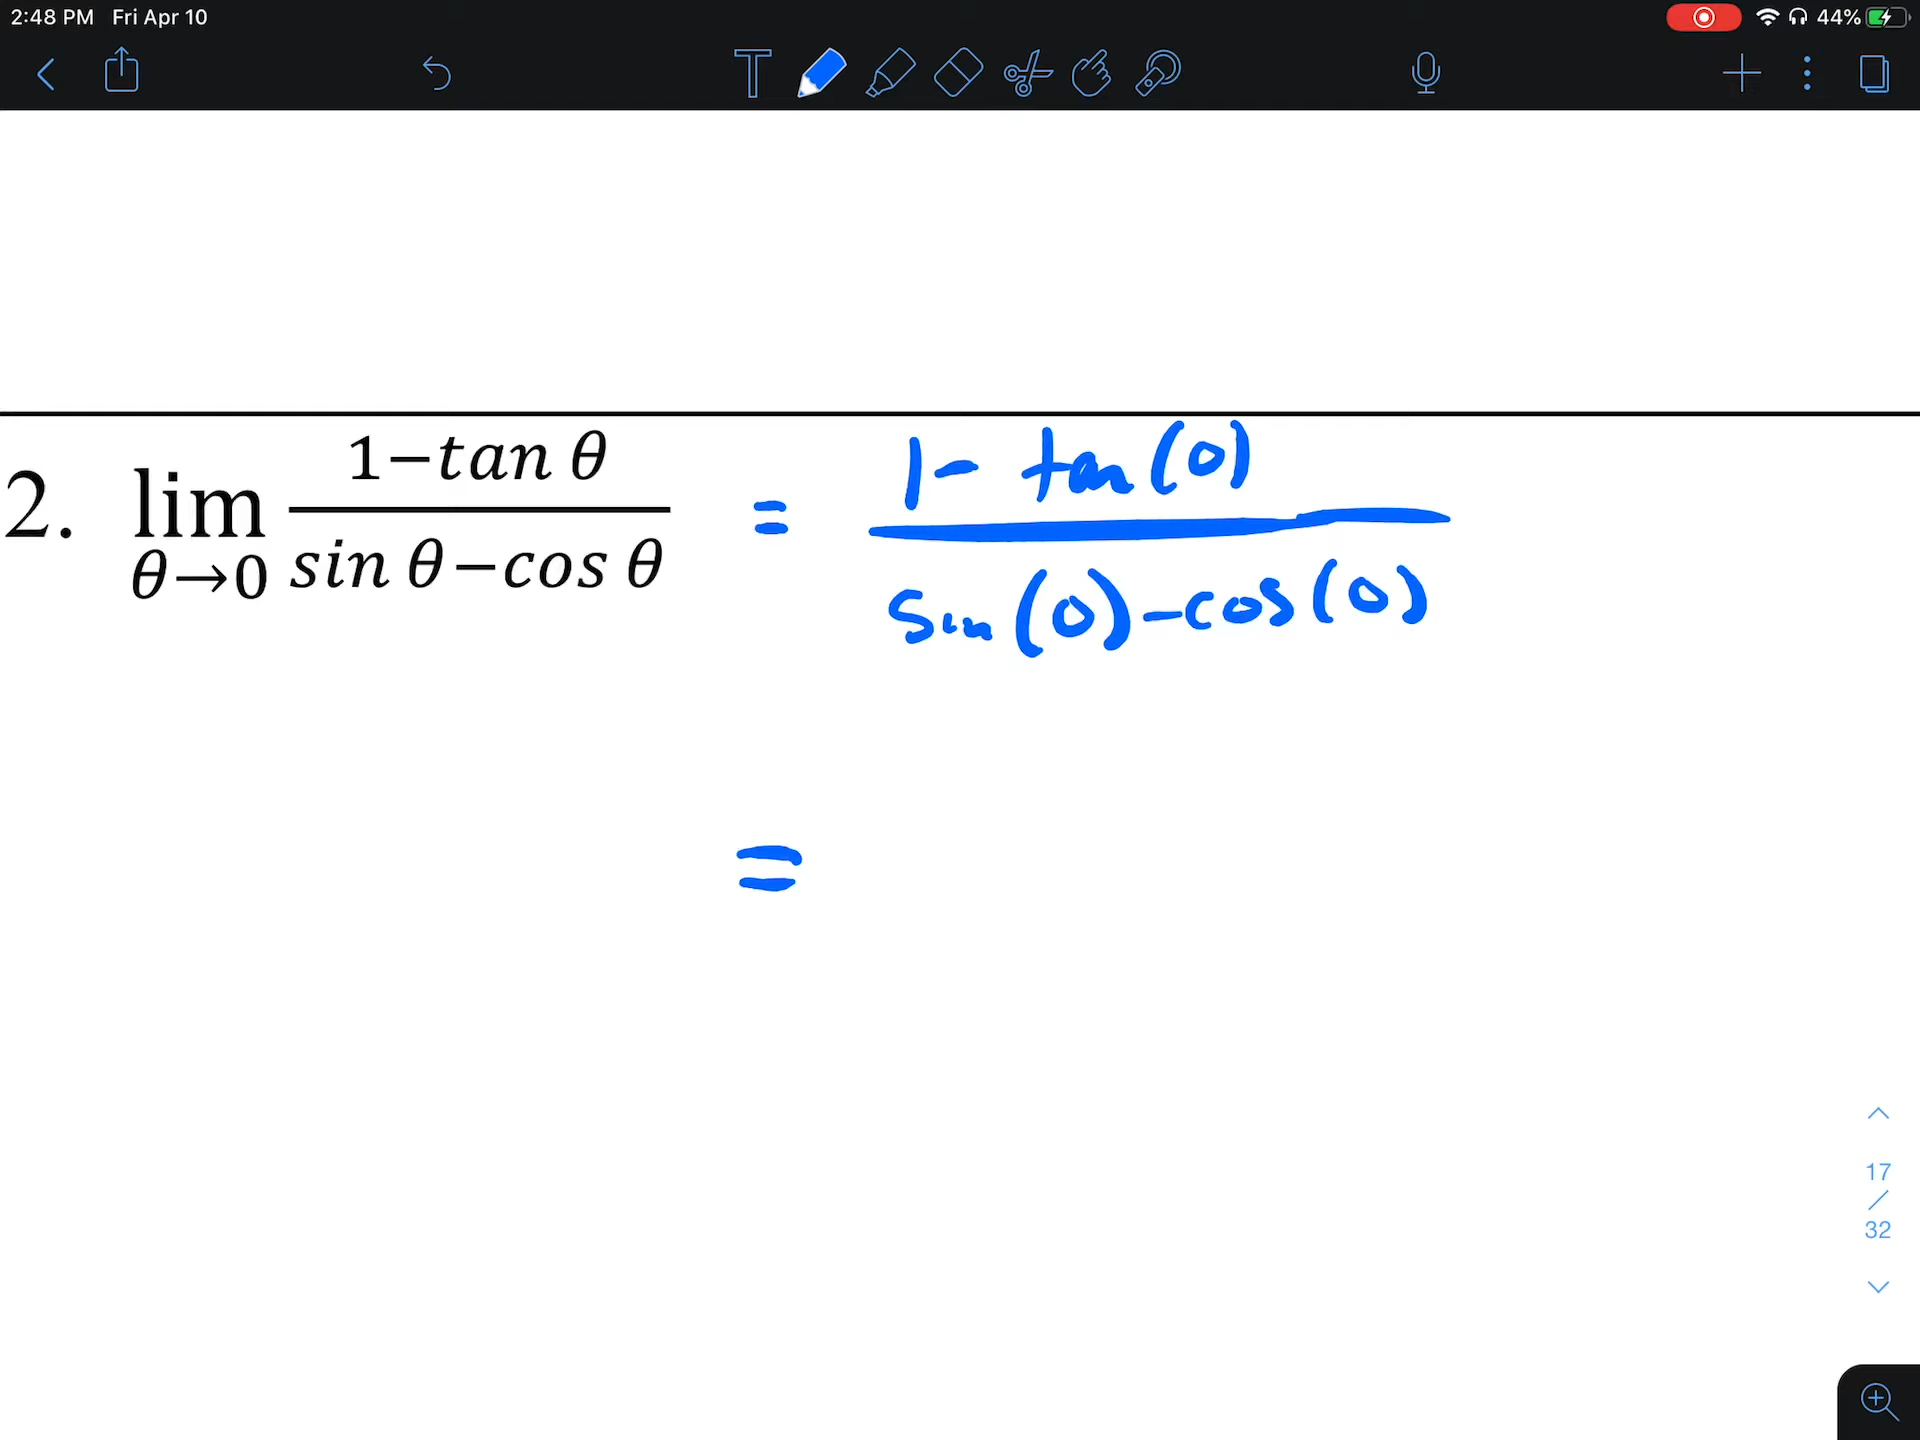 2:48 PM Fri Apr 10 44%
T
2. lim θ→0 (1−tan θ)/(sin θ−cos θ) = (1 - tan(0))/(sin(0) - cos(0))
=
17
/
32